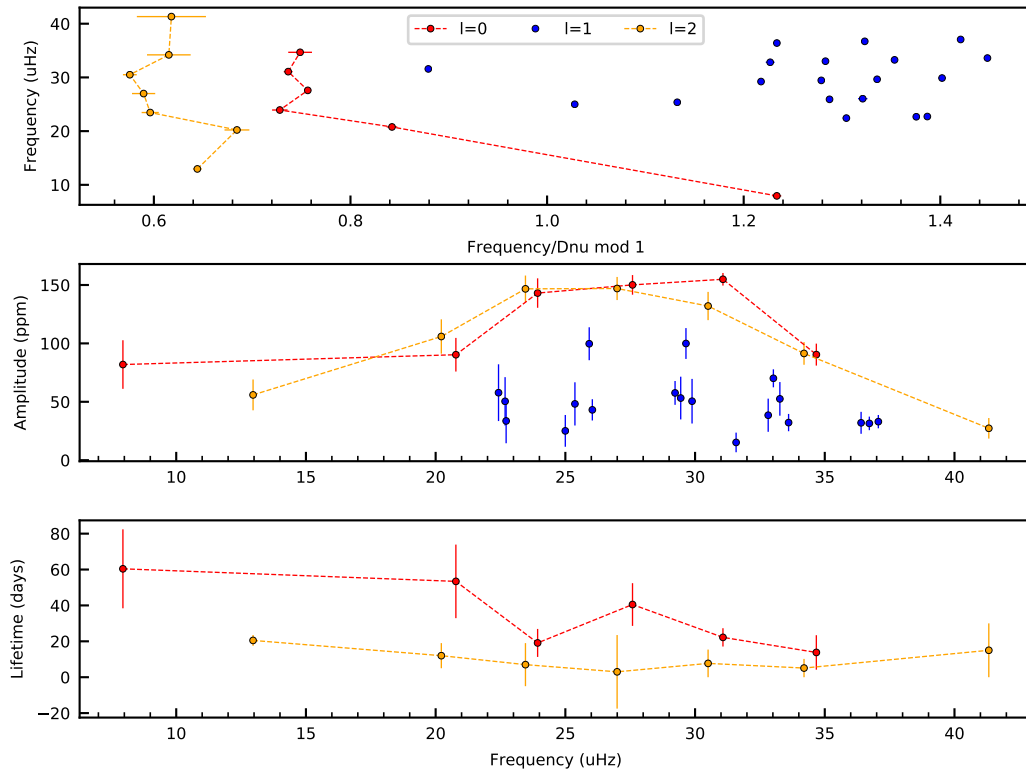 l=0 l=1 l=2
Frequency (uHz)
40
30
20
10
0.6 0.8 1.0 1.2 1.4
Frequency/Dnu mod 1
Amplitude (ppm)
150
100
50
0
10 15 20 25 30 35 40
Lifetime (days)
80
60
40
20
0
−20
10 15 20 25 30 35 40
Frequency (uHz)